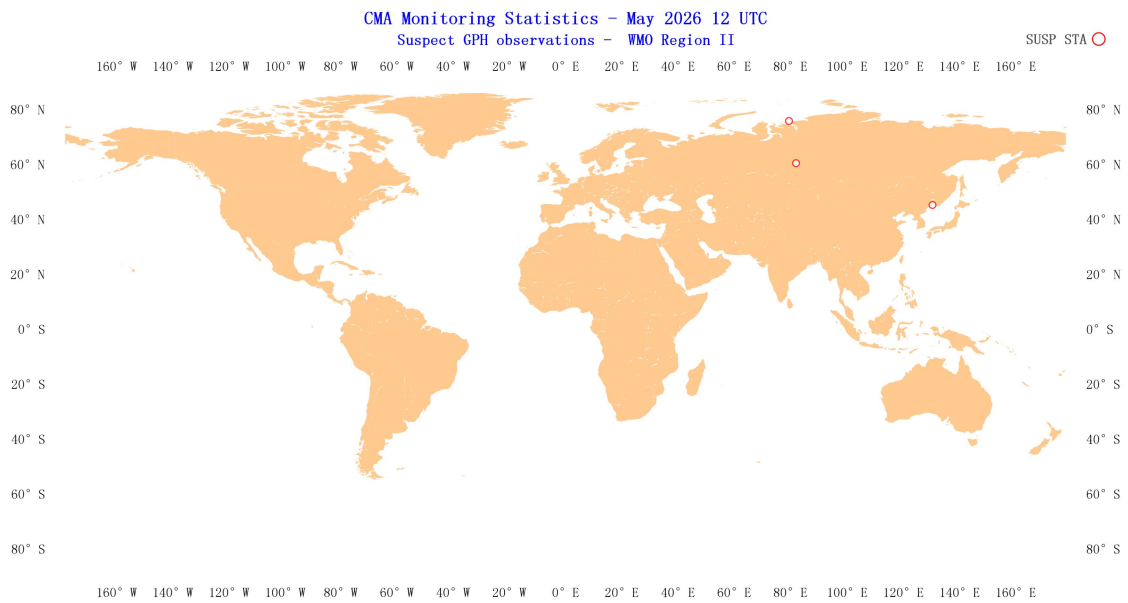 CMA Monitoring Statistics - May 2026 12 UTC
Suspect GPH observations - WMO Region II
SUSP STA
160° W 140° W 120° W 100° W 80° W 60° W 40° W 20° W 0° E 20° E 40° E 60° E 80° E 100° E 120° E 140° E 160° E
80° N 80° N
60° N 60° N
40° N 40° N
20° N 20° N
0° S 0° S
20° S 20° S
40° S 40° S
60° S 60° S
80° S 80° S
160° W 140° W 120° W 100° W 80° W 60° W 40° W 20° W 0° E 20° E 40° E 60° E 80° E 100° E 120° E 140° E 160° E